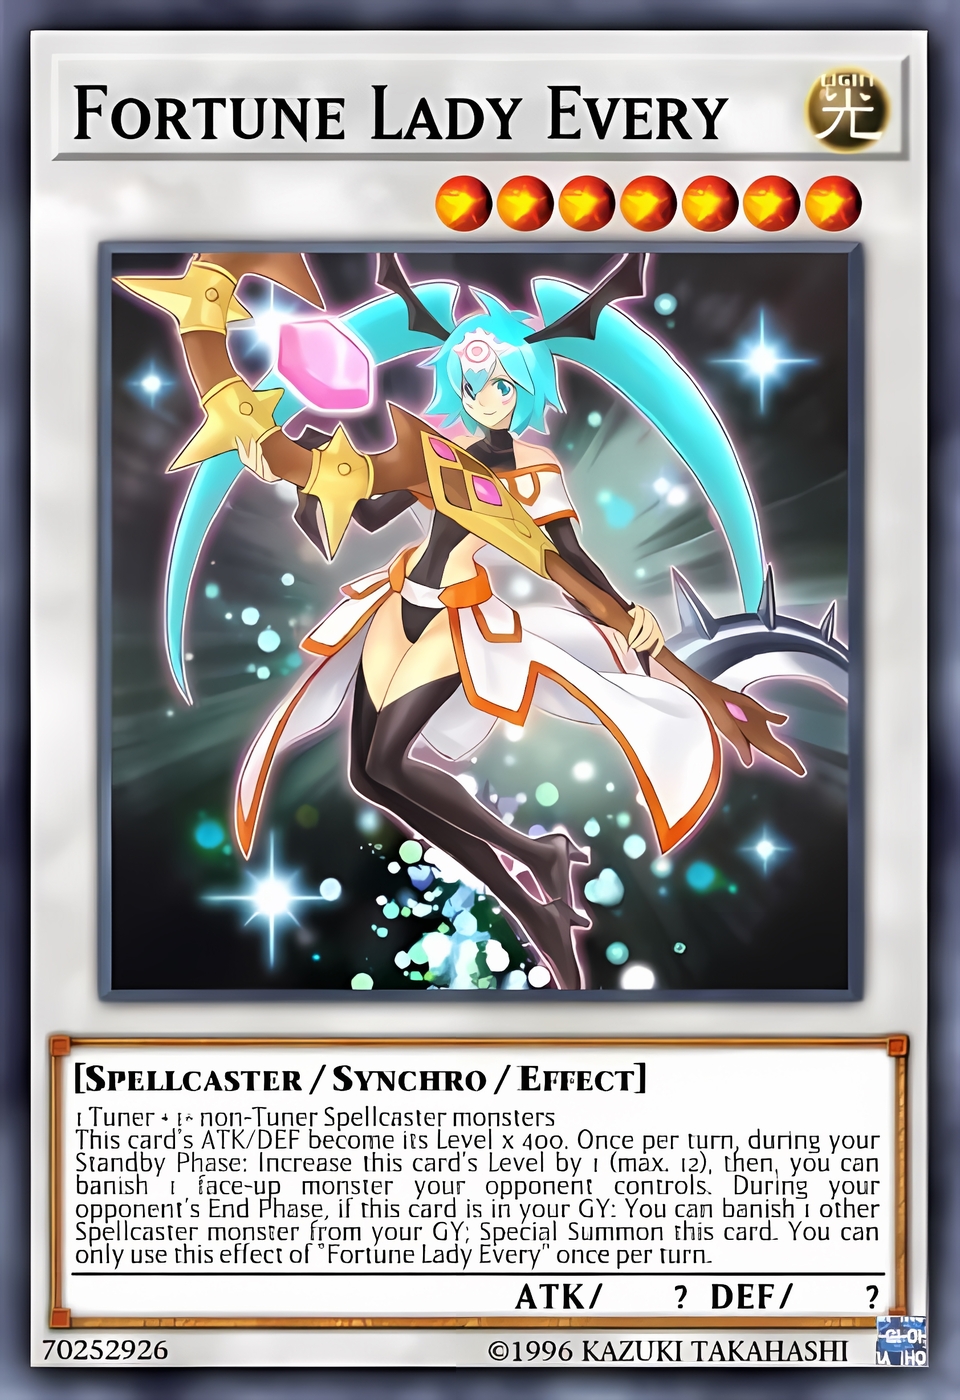 FORTUNE LADY EVERY
光
[SPELLCASTER / SYNCHRO / EFFECT]
1 Tuner + 1+ non-Tuner Spellcaster monsters
This card's ATK/DEF become its Level x 400. Once per turn, during your
Standby Phase: Increase this card's Level by 1 (max. 12), then, you can
banish 1 face-up monster your opponent controls. During your
opponent's End Phase, if this card is in your GY: You can banish 1 other
Spellcaster monster from your GY; Special Summon this card. You can
only use this effect of "Fortune Lady Every" once per turn.
ATK/ ? DEF/ ?
70252926 ©1996 KAZUKI TAKAHASHI